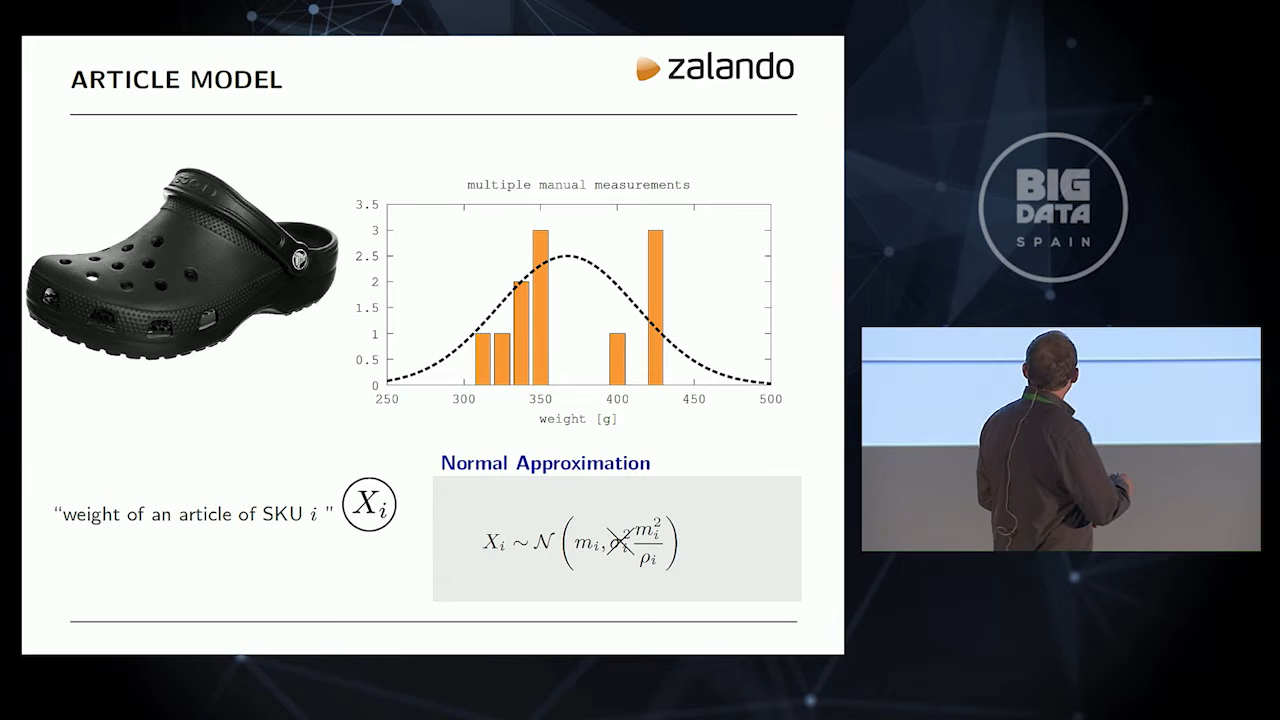 ARTICLE MODEL
zalando
multiple manual measurements
3.5
3
2.5
2
1.5
1
0.5
0
250 300 350 400 450 500
weight [g]
Normal Approximation
“weight of an article of SKU i ” Xᵢ
Xᵢ ∼ 𝒩 (mᵢ, σᵢ² mᵢ²/ρᵢ)
BIG
DATA
SPAIN